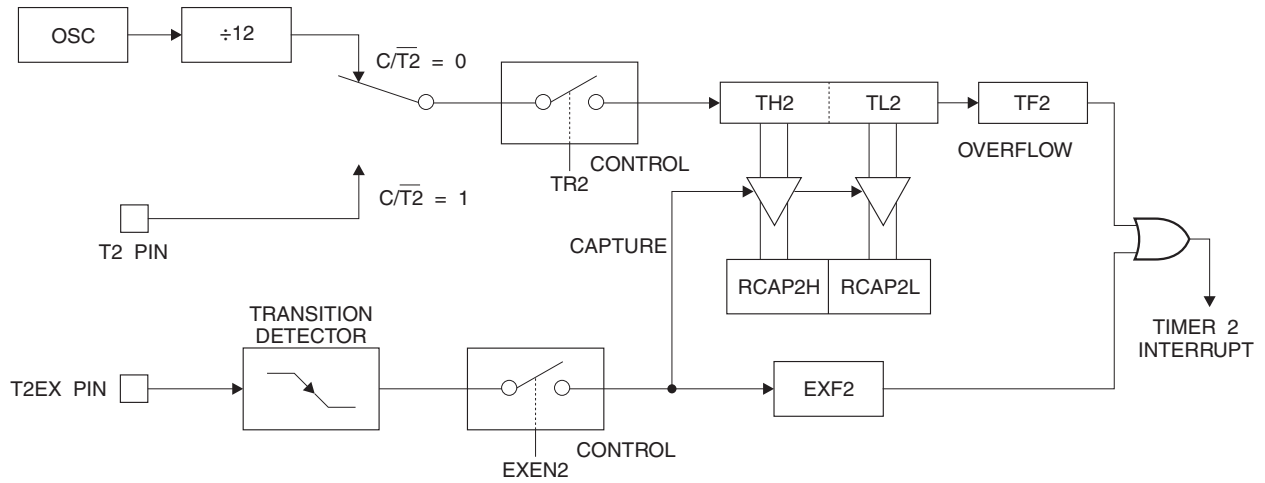 OSC
÷12
C/T2̅ = 0
TH2
TL2
TF2
OVERFLOW
CONTROL
TR2
C/T2̅ = 1
T2 PIN
CAPTURE
RCAP2H
RCAP2L
TRANSITION
DETECTOR
TIMER 2
INTERRUPT
T2EX PIN
EXF2
CONTROL
EXEN2